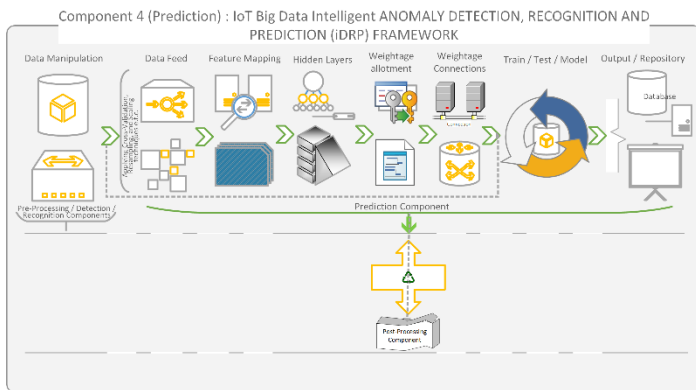 Component 4 (Prediction) : IoT Big Data Intelligent ANOMALY DETECTION, RECOGNITION AND
PREDICTION (iDRP) FRAMEWORK
Data Manipulation
Data Feed
Feature Mapping
Hidden Layers
Weightage
allotment
Weightage
Connections
Train / Test / Model
Output / Repository
Database
Pre-Processing / Detection /
Recognition Components
Prediction Component
Post-Processing
Component